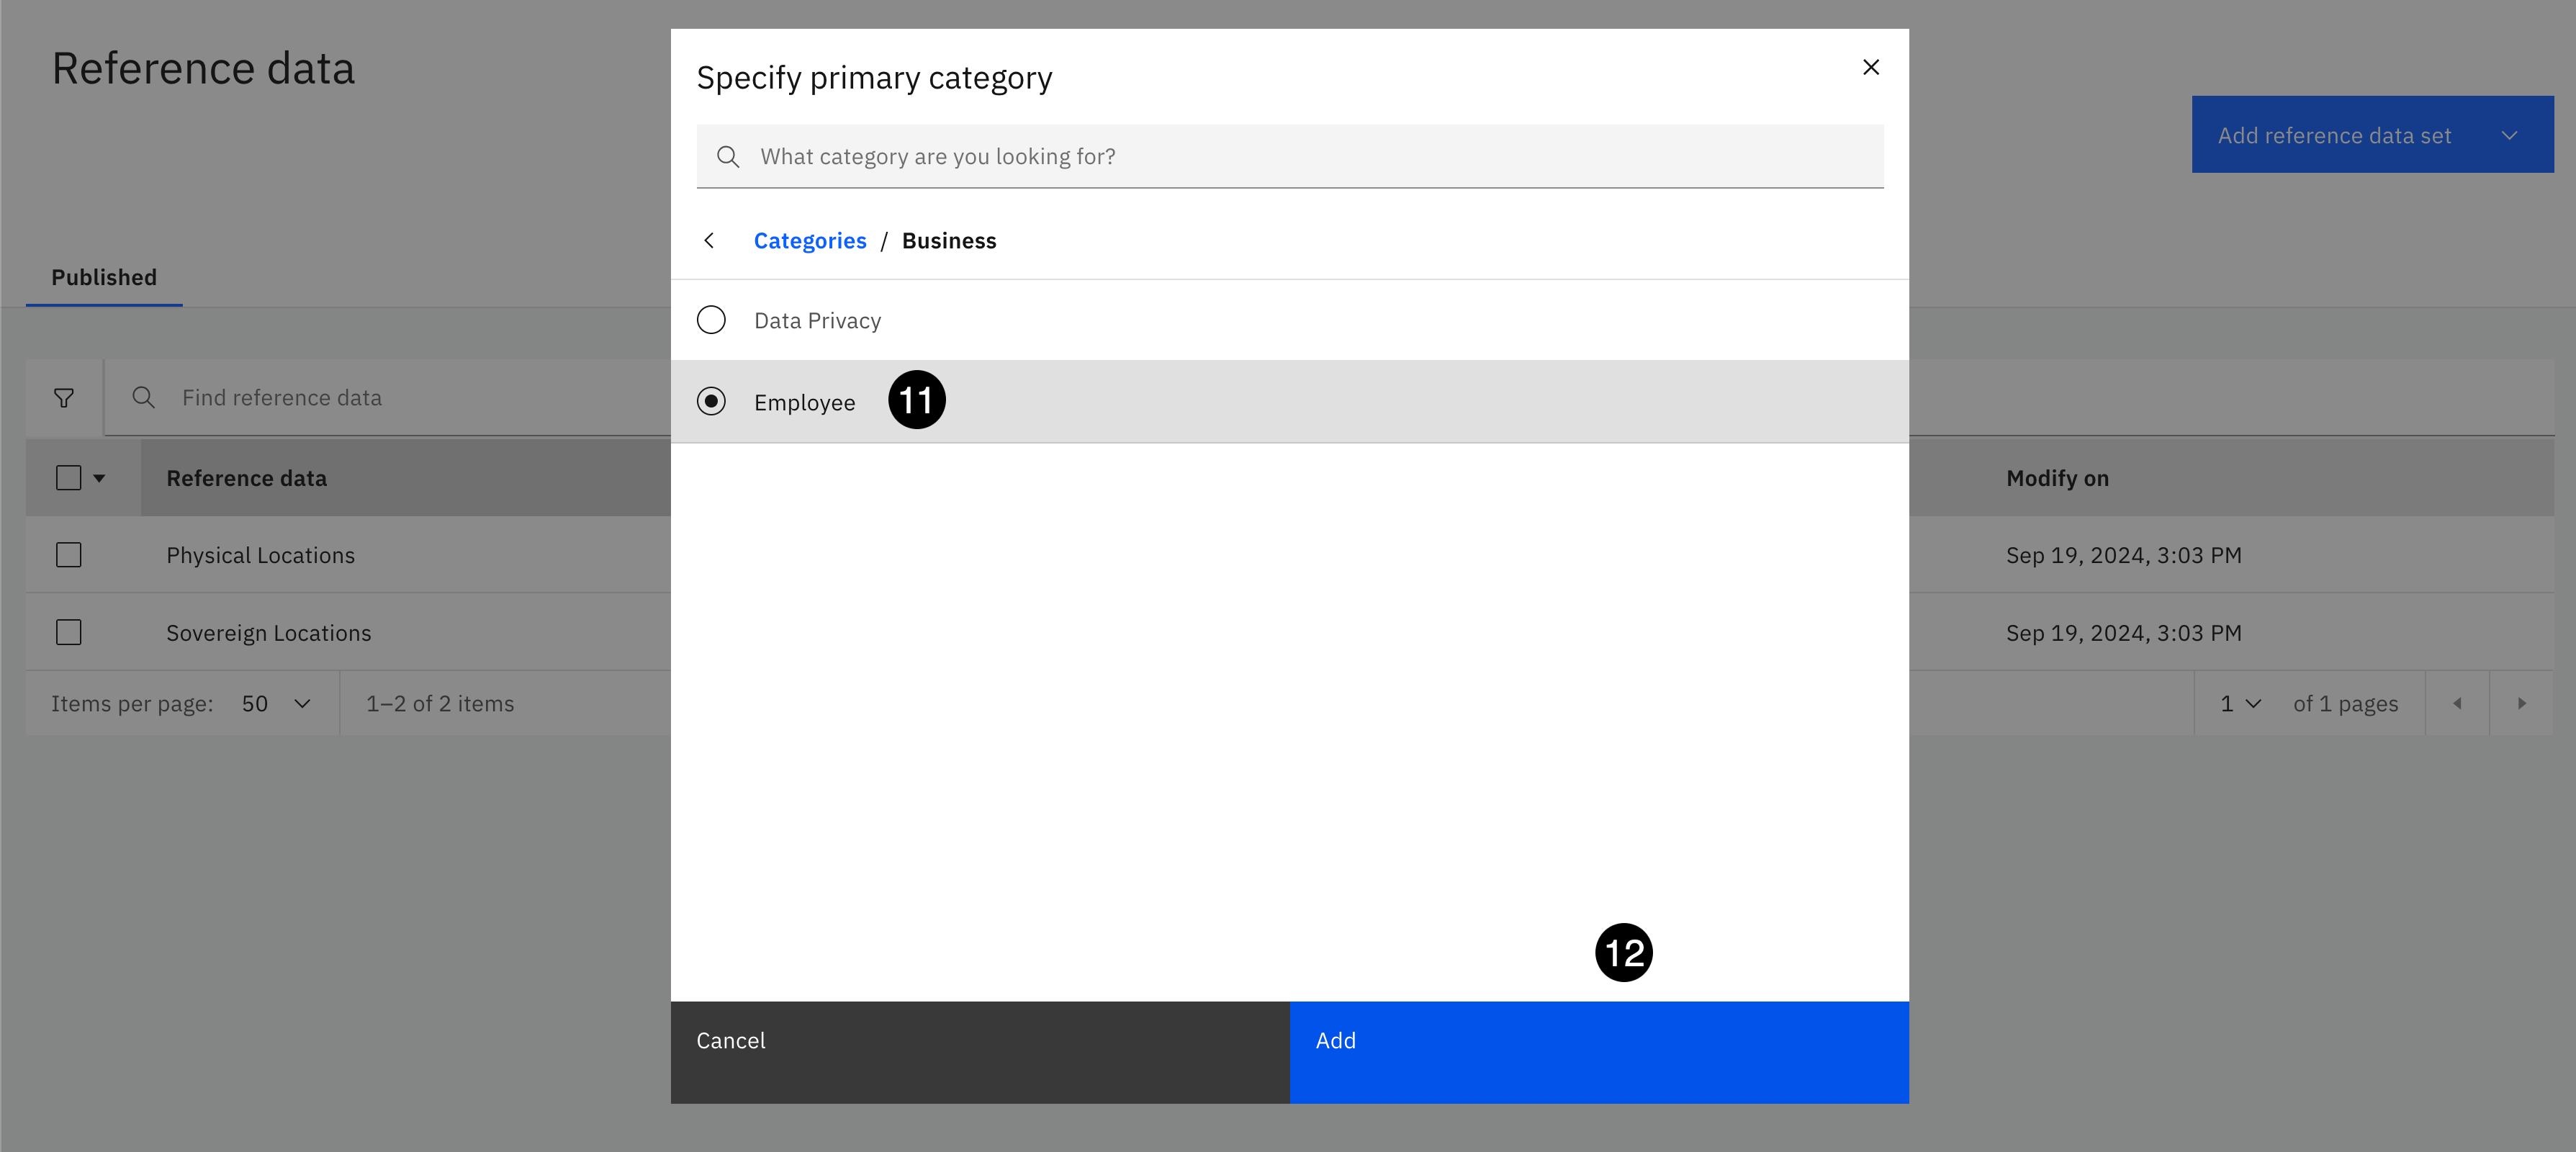 Reference data
Add reference data set
Published
Find reference data
Reference data
Modify on
Physical Locations
Sep 19, 2024, 3:03 PM
Sovereign Locations
Sep 19, 2024, 3:03 PM
Items per page: 50
1–2 of 2 items
1
of 1 pages
Specify primary category
What category are you looking for?
Categories / Business
Data Privacy
Employee
11
12
Cancel
Add